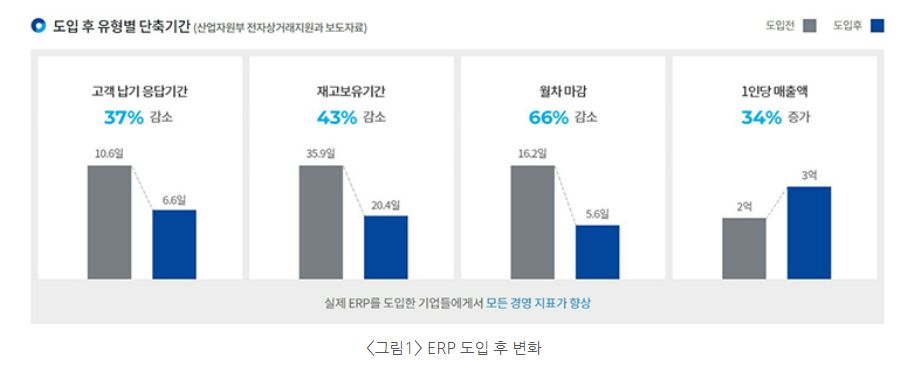 도입 후 유형별 단축기간 (산업자원부 전자상거래지원과 보도자료)
도입전 도입후
고객 납기 응답기간
37% 감소
10.6일
6.6일
재고보유기간
43% 감소
35.9일
20.4일
월차 마감
66% 감소
16.2일
5.6일
1인당 매출액
34% 증가
2억
3억
실제 ERP를 도입한 기업들에게서 모든 경영 지표가 향상
<그림1> ERP 도입 후 변화